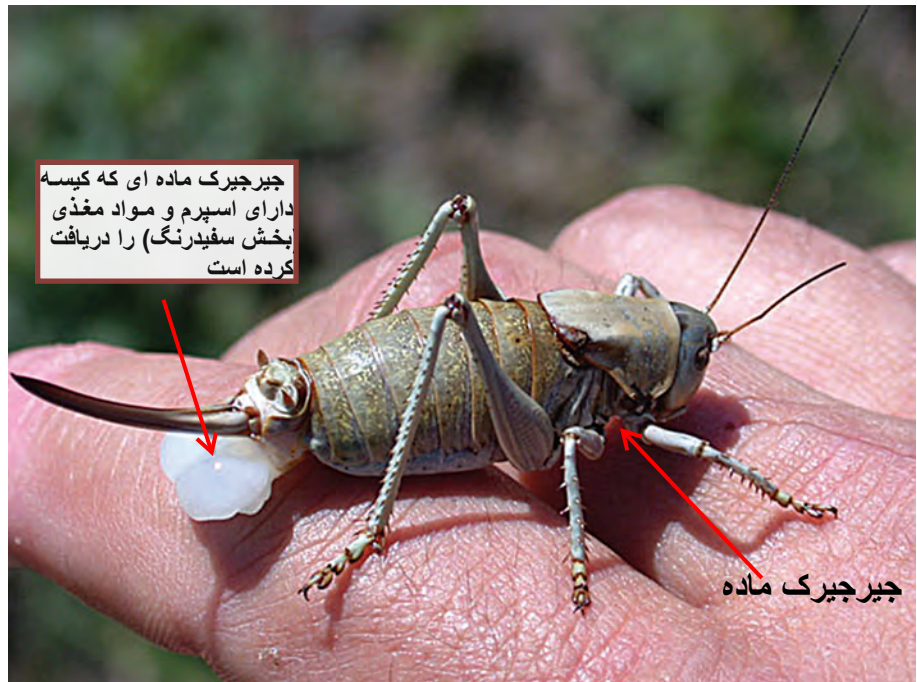 جیرجیرک ماده ای که کیسه
دارای اسپرم و مواد مغذی
(بخش سفیدرنگ) را دریافت
کرده است
جیرجیرک ماده